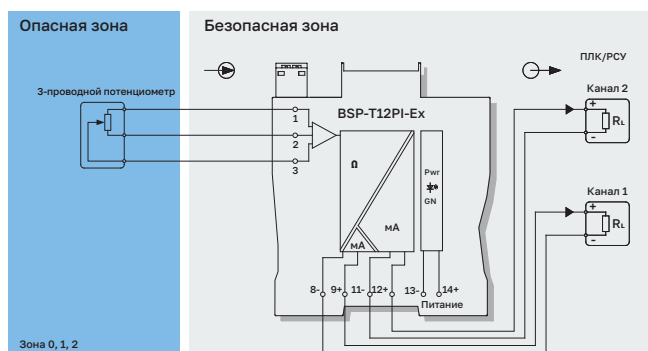 Опасная зона
Безопасная зона
ПЛК/РСУ
3-проводной потенциометр
Канал 2
BSP-T12PI-Ex
1
2
3
+
RL
-
Ω
Pwr
GN
мА
мА
Канал 1
+
RL
-
8- 9+ 11- 12+ 13- 14+
Питание
Зона 0, 1, 2